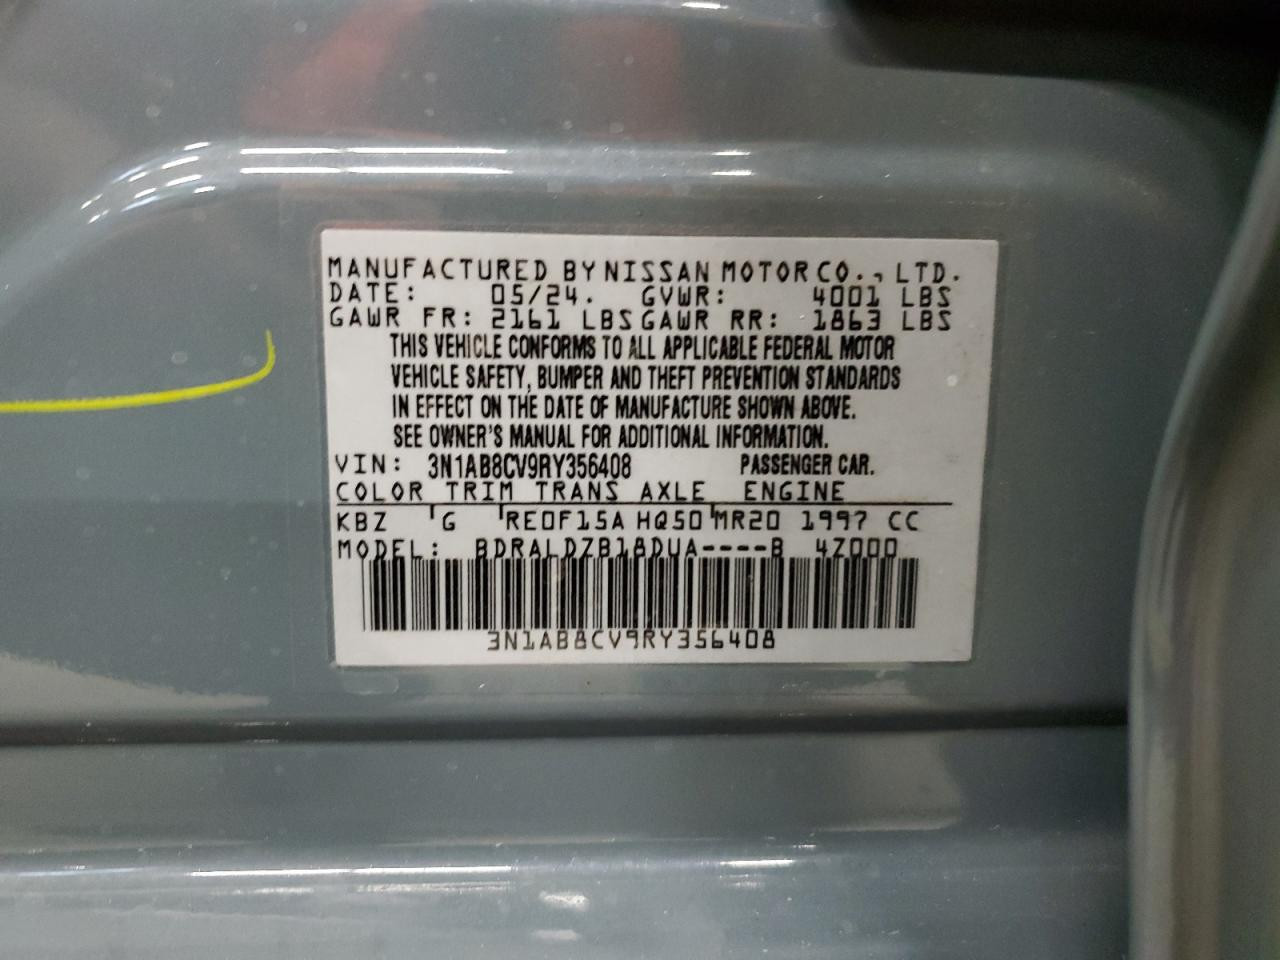 MANUFACTURED BY NISSAN MOTOR CO., LTD.
DATE: 05/24. GVWR: 4001 LBS
GAWR FR: 2161 LBS GAWR RR: 1863 LBS
THIS VEHICLE CONFORMS TO ALL APPLICABLE FEDERAL MOTOR
VEHICLE SAFETY, BUMPER AND THEFT PREVENTION STANDARDS
IN EFFECT ON THE DATE OF MANUFACTURE SHOWN ABOVE.
SEE OWNER'S MANUAL FOR ADDITIONAL INFORMATION.
VIN: 3N1AB8CV9RY356408 PASSENGER CAR.
COLOR TRIM TRANS AXLE ENGINE
KBZ G RE0F15A HQ50 MR20 1997 CC
MODEL: BDRALDZB18DUA----B 4Z000
3N1AB8CV9RY356408